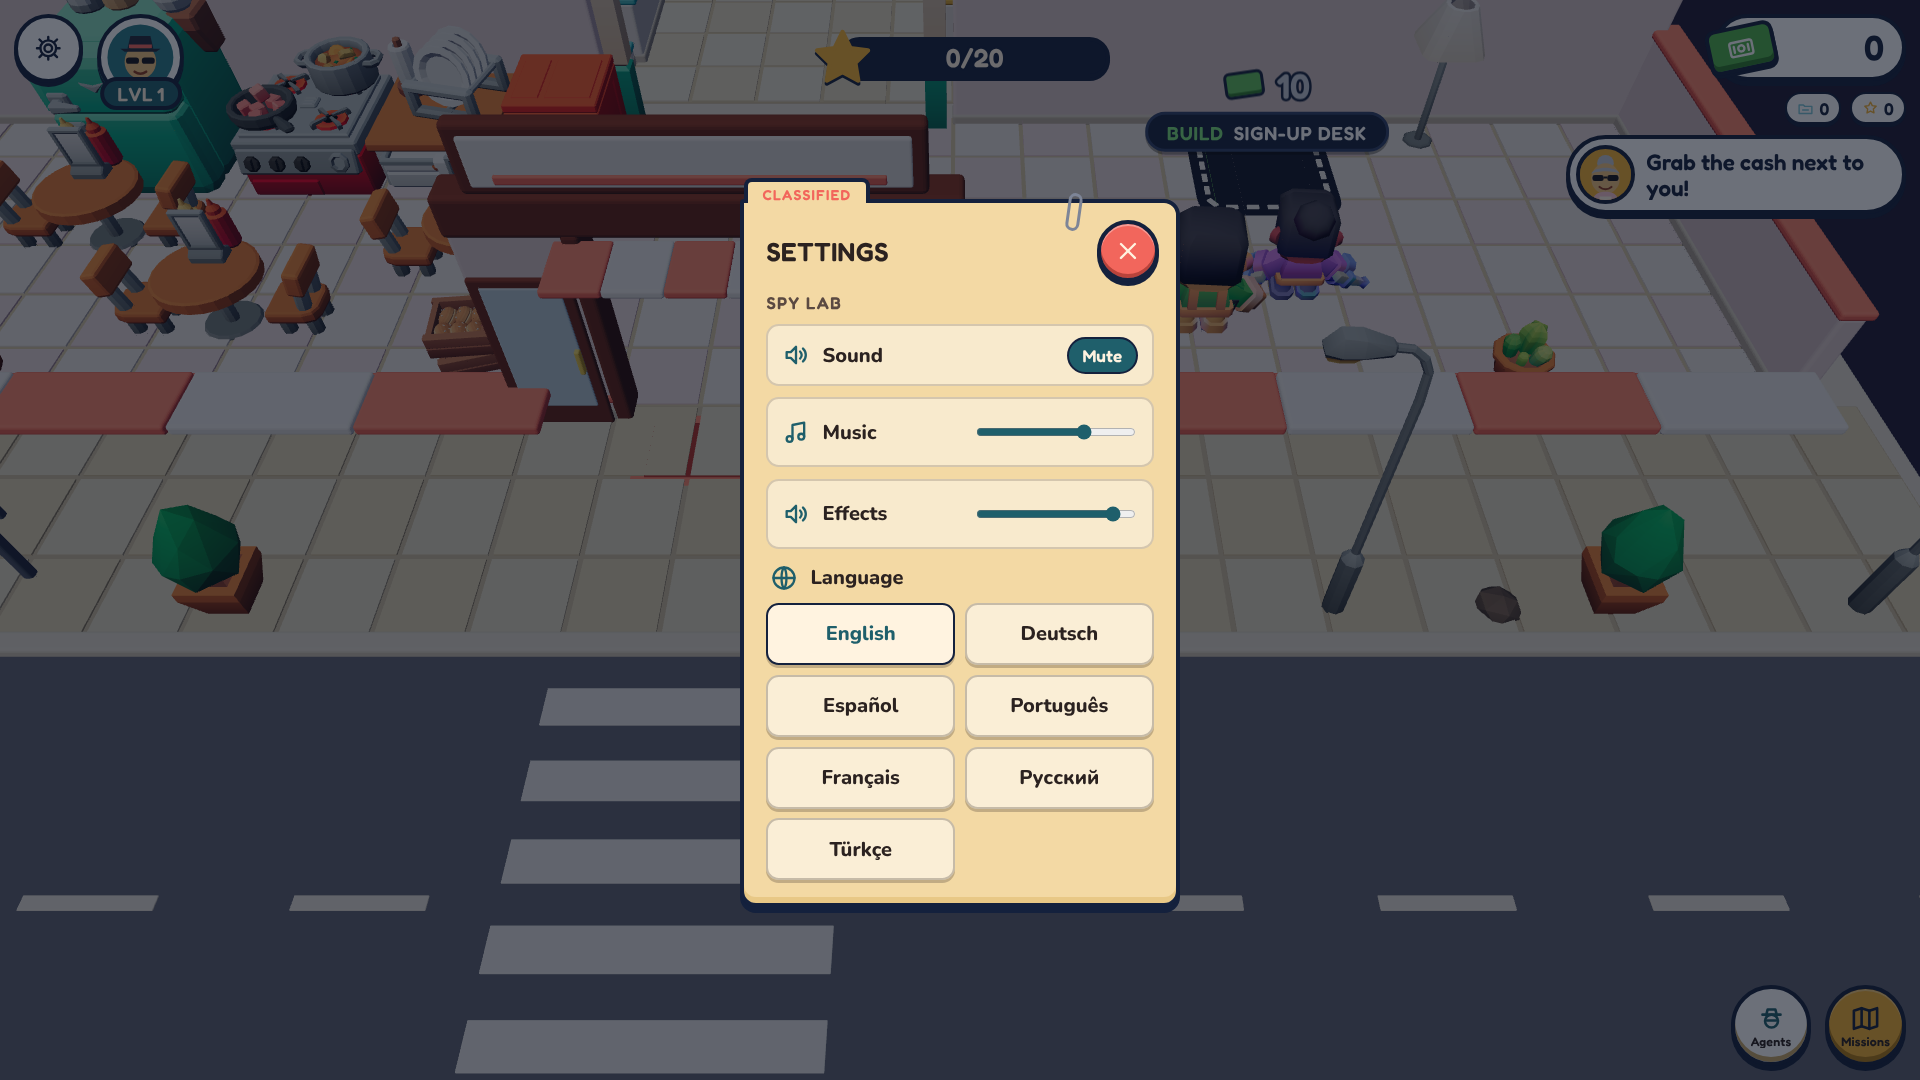 LVL 1
0/20
10
BUILD SIGN-UP DESK
0
0
0
Grab the cash next to
you!
CLASSIFIED
SETTINGS
SPY LAB
Sound
Mute
Music
Effects
Language
English
Deutsch
Español
Português
Français
Русский
Türkçe
Agents
Missions